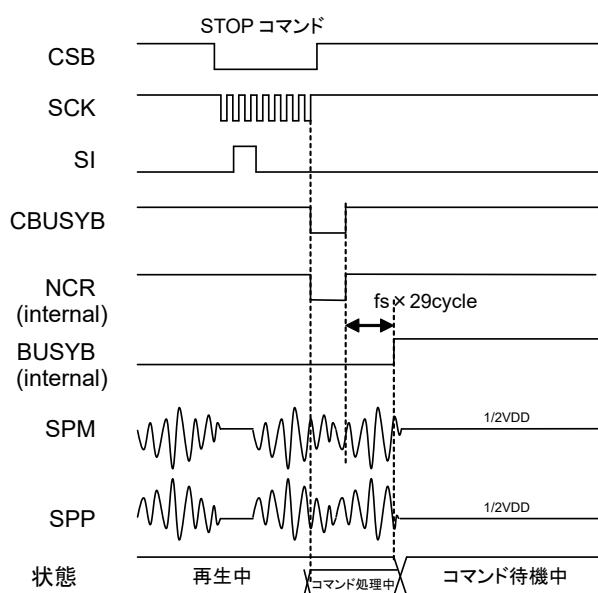 STOP コマンド
CSB
SCK
SI
CBUSYB
NCR
(internal)
fs×29cycle
BUSYB
(internal)
SPM
1/2VDD
SPP
1/2VDD
状態
再生中
コマンド処理中
コマンド待機中